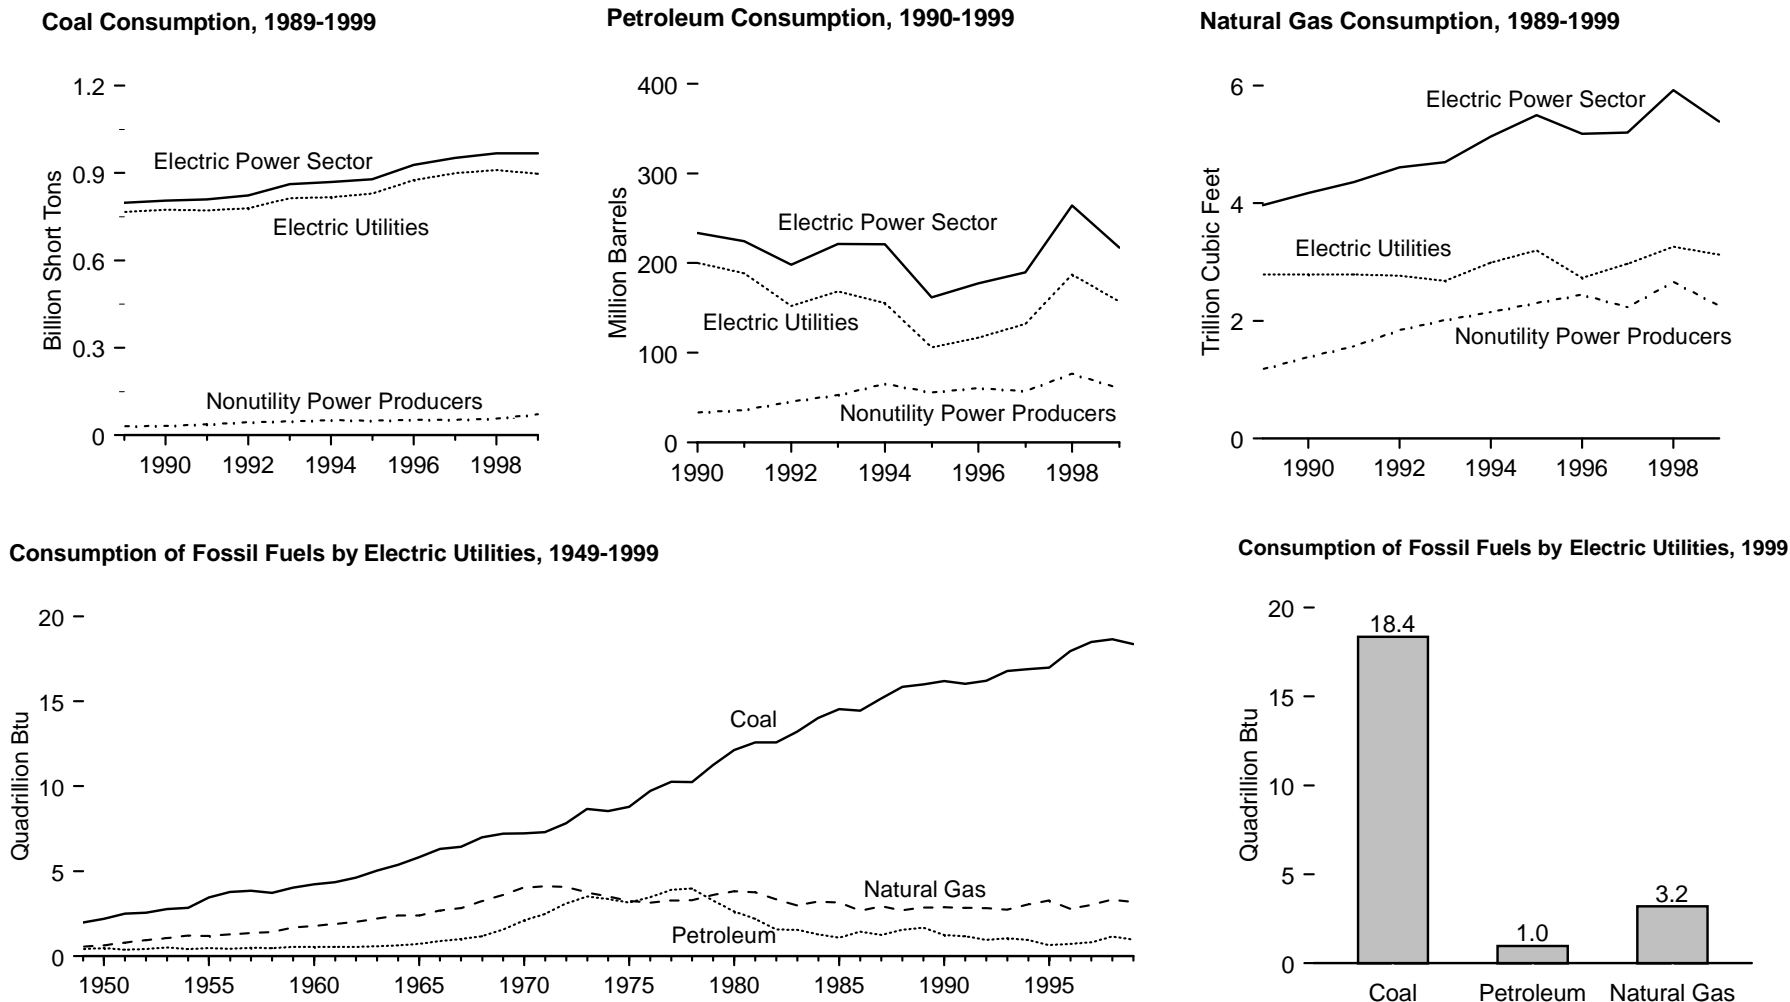 Coal Consumption, 1989-1999
Billion Short Tons
1.2
0.9
0.6
0.3
0
Electric Power Sector
Electric Utilities
Nonutility Power Producers
1990 1992 1994 1996 1998
Petroleum Consumption, 1990-1999
Million Barrels
400
300
200
100
0
Electric Power Sector
Electric Utilities
Nonutility Power Producers
1990 1992 1994 1996 1998
Natural Gas Consumption, 1989-1999
Trillion Cubic Feet
6
4
2
0
Electric Power Sector
Electric Utilities
Nonutility Power Producers
1990 1992 1994 1996 1998
Consumption of Fossil Fuels by Electric Utilities, 1949-1999
Quadrillion Btu
20
15
10
5
0
Coal
Natural Gas
Petroleum
1950 1955 1960 1965 1970 1975 1980 1985 1990 1995
Consumption of Fossil Fuels by Electric Utilities, 1999
Quadrillion Btu
20
15
10
5
0
18.4
1.0
3.2
Coal Petroleum Natural Gas